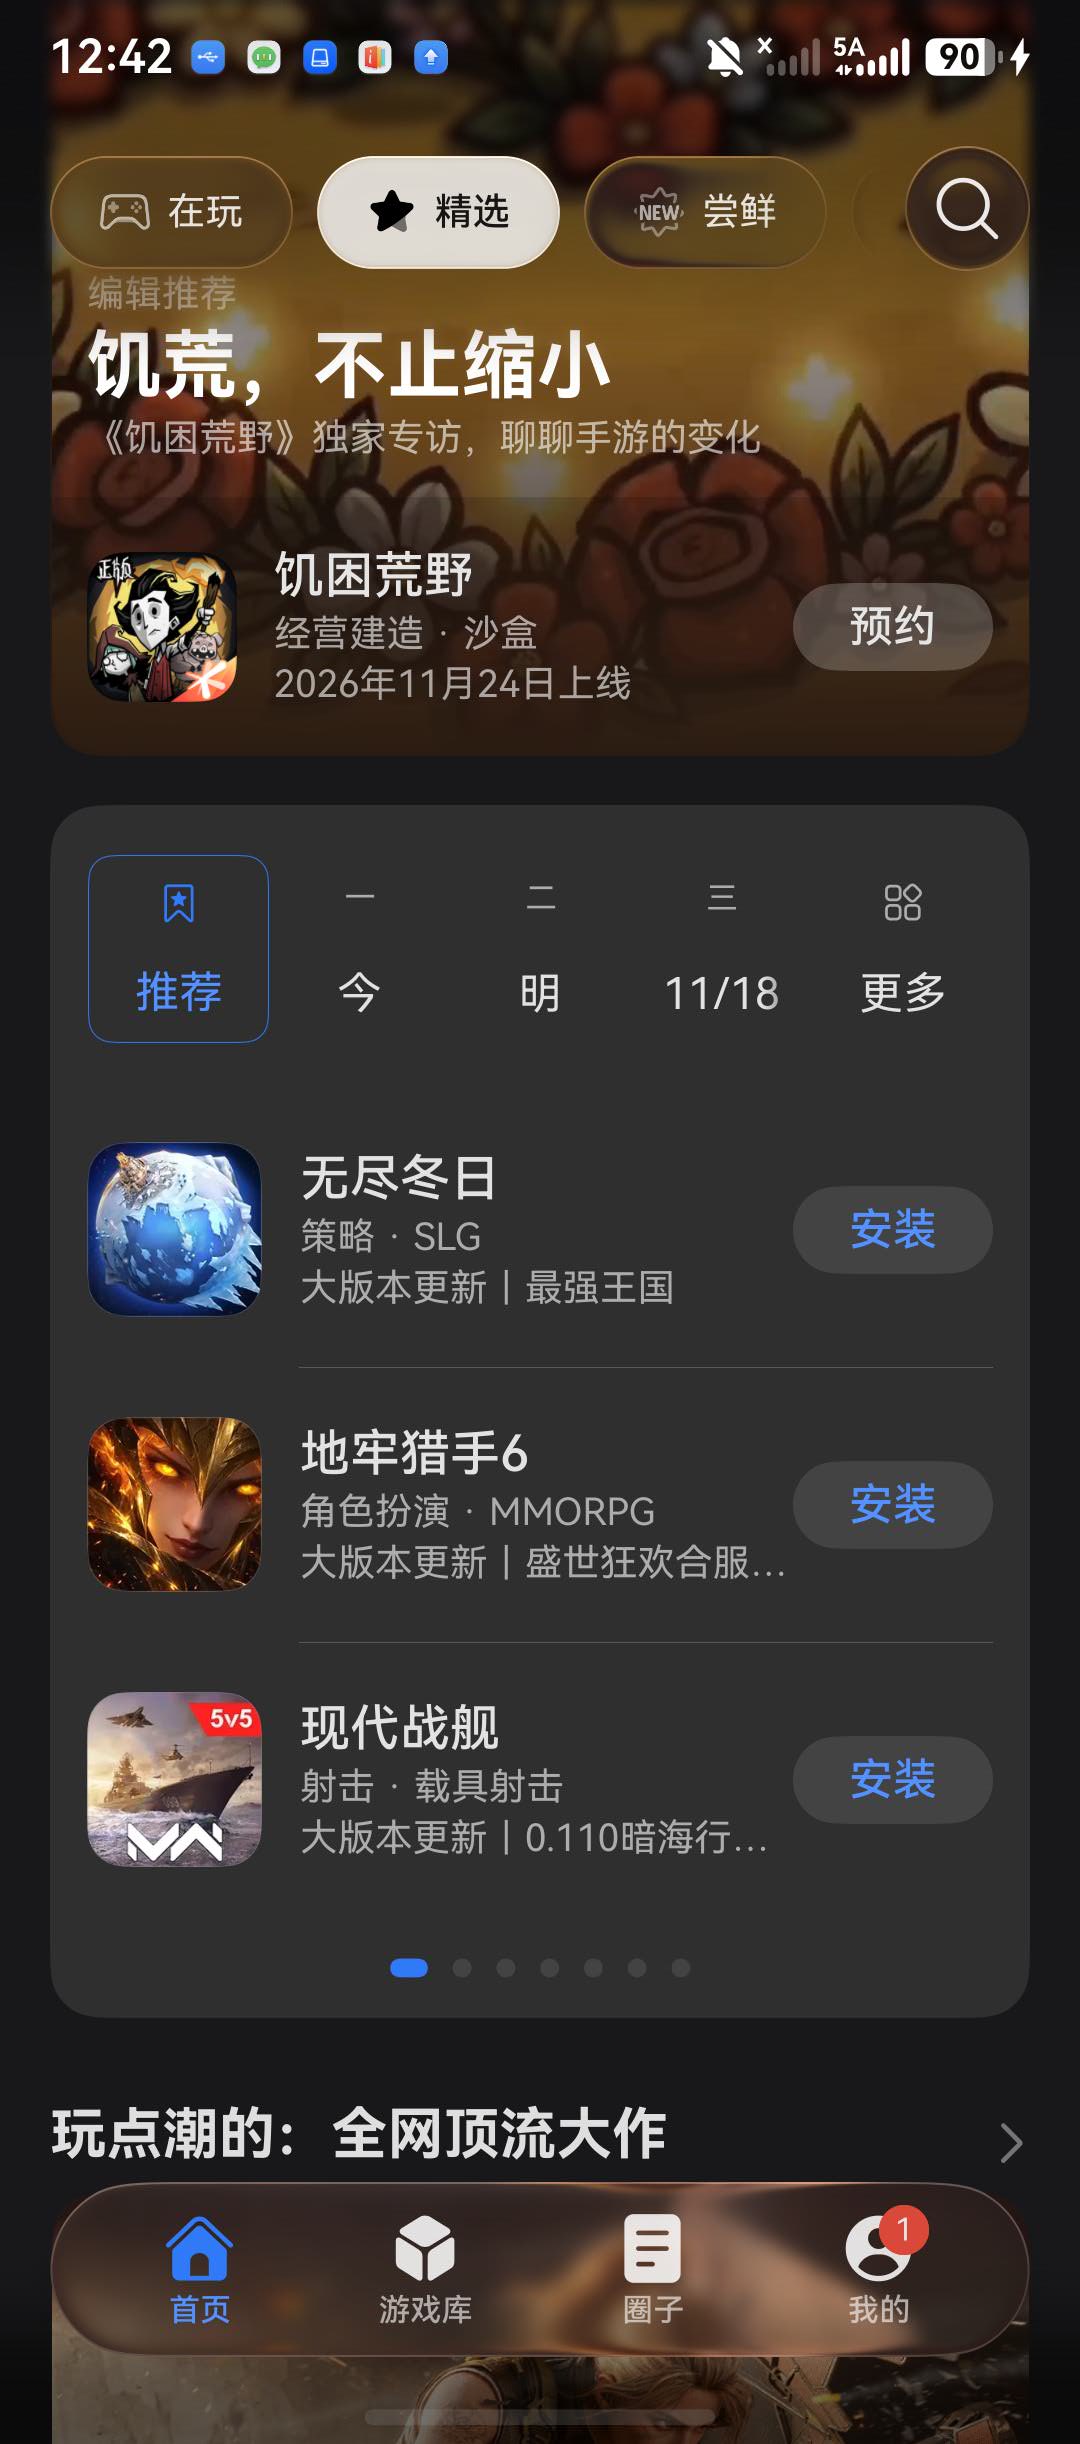 12:42
5A
90
在玩
精选
NEW
尝鲜
编辑推荐
饥荒，不止缩小
《饥困荒野》独家专访，聊聊手游的变化
正版
饥困荒野
经营建造 · 沙盒
2026年11月24日上线
预约
推荐
一
今
二
明
三
11/18
更多
无尽冬日
策略 · SLG
大版本更新 | 最强王国
安装
地牢猎手6
角色扮演 · MMORPG
大版本更新 | 盛世狂欢合服...
安装
5v5
现代战舰
射击 · 载具射击
大版本更新 | 0.110暗海行...
安装
玩点潮的：全网顶流大作
首页
游戏库
圈子
1
我的